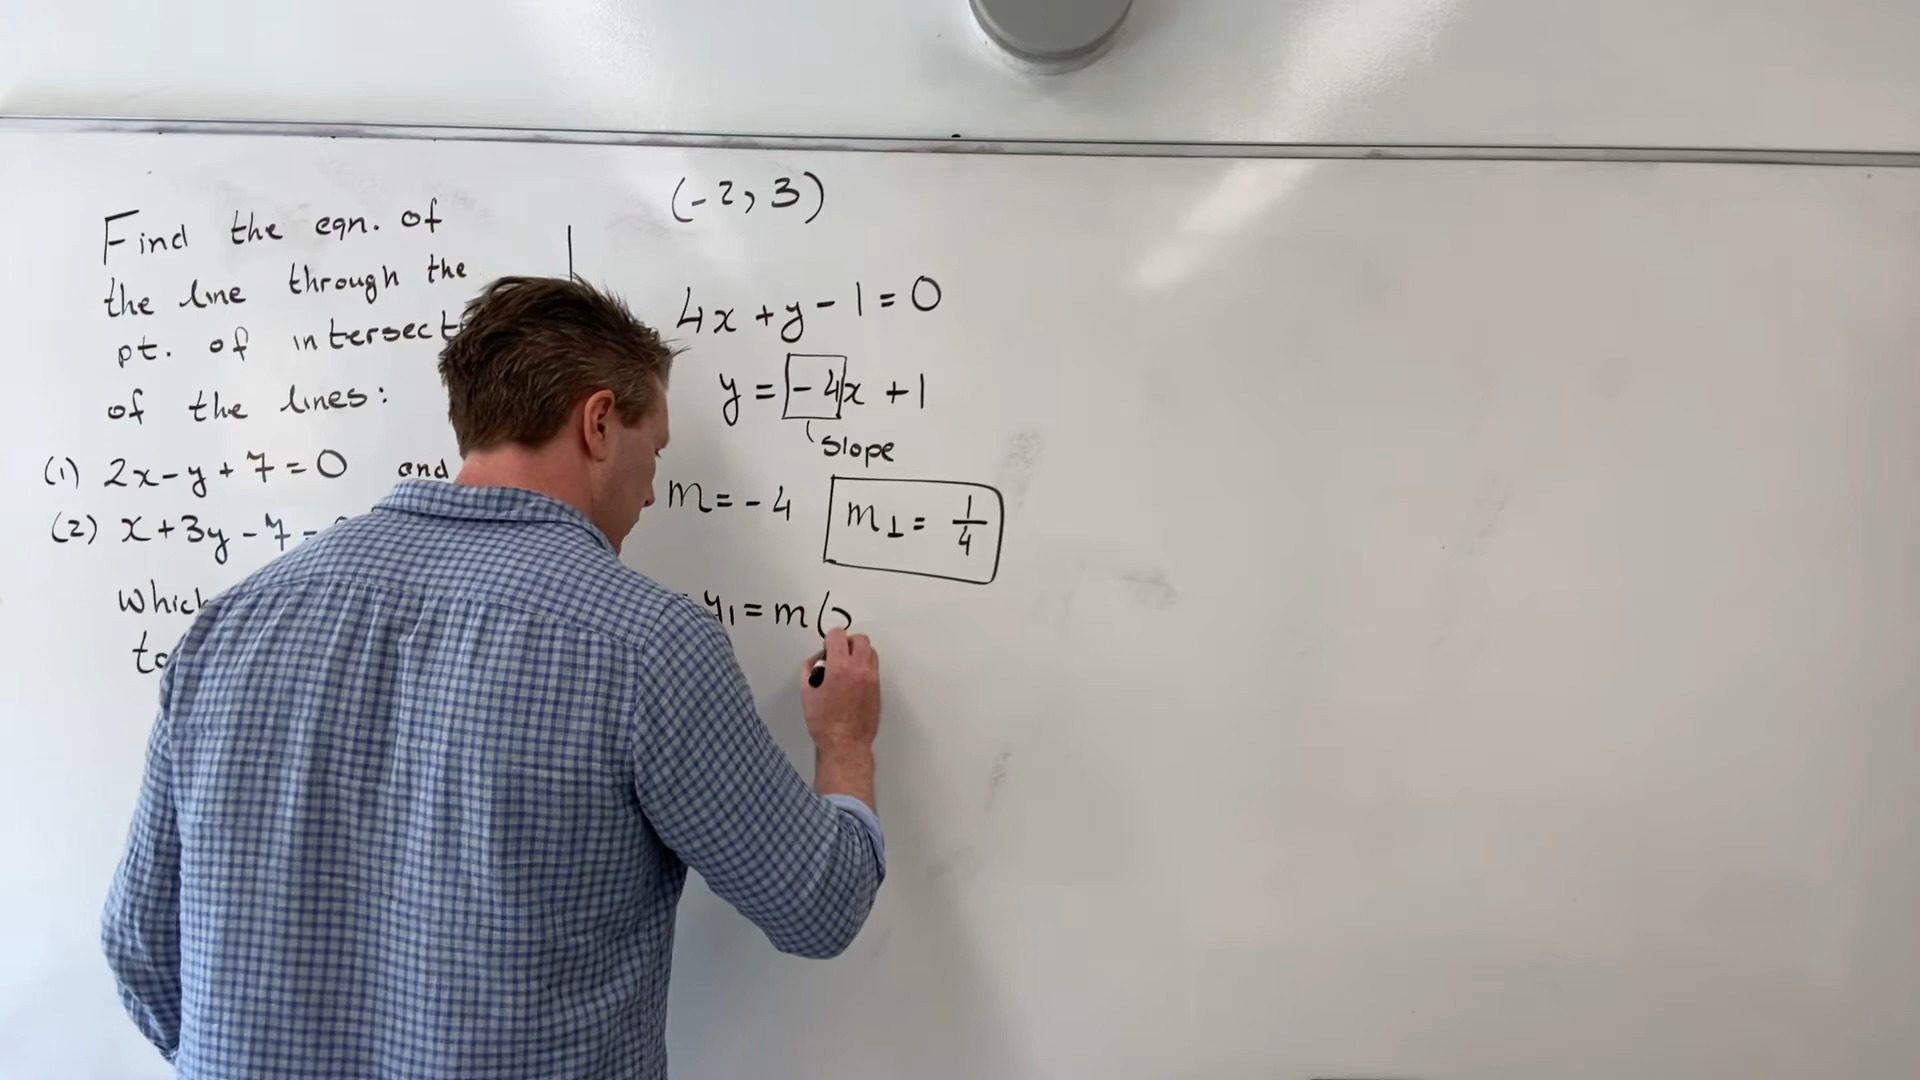 Find the eqn. of
the line through the
pt. of intersect
of the lines:
(1) 2x-y+7=0 and
(2) x+3y-7=
(-2, 3)
4x+y-1=0
y=-4x+1
slope
m=-4
m⊥=1/4
y₁=m(